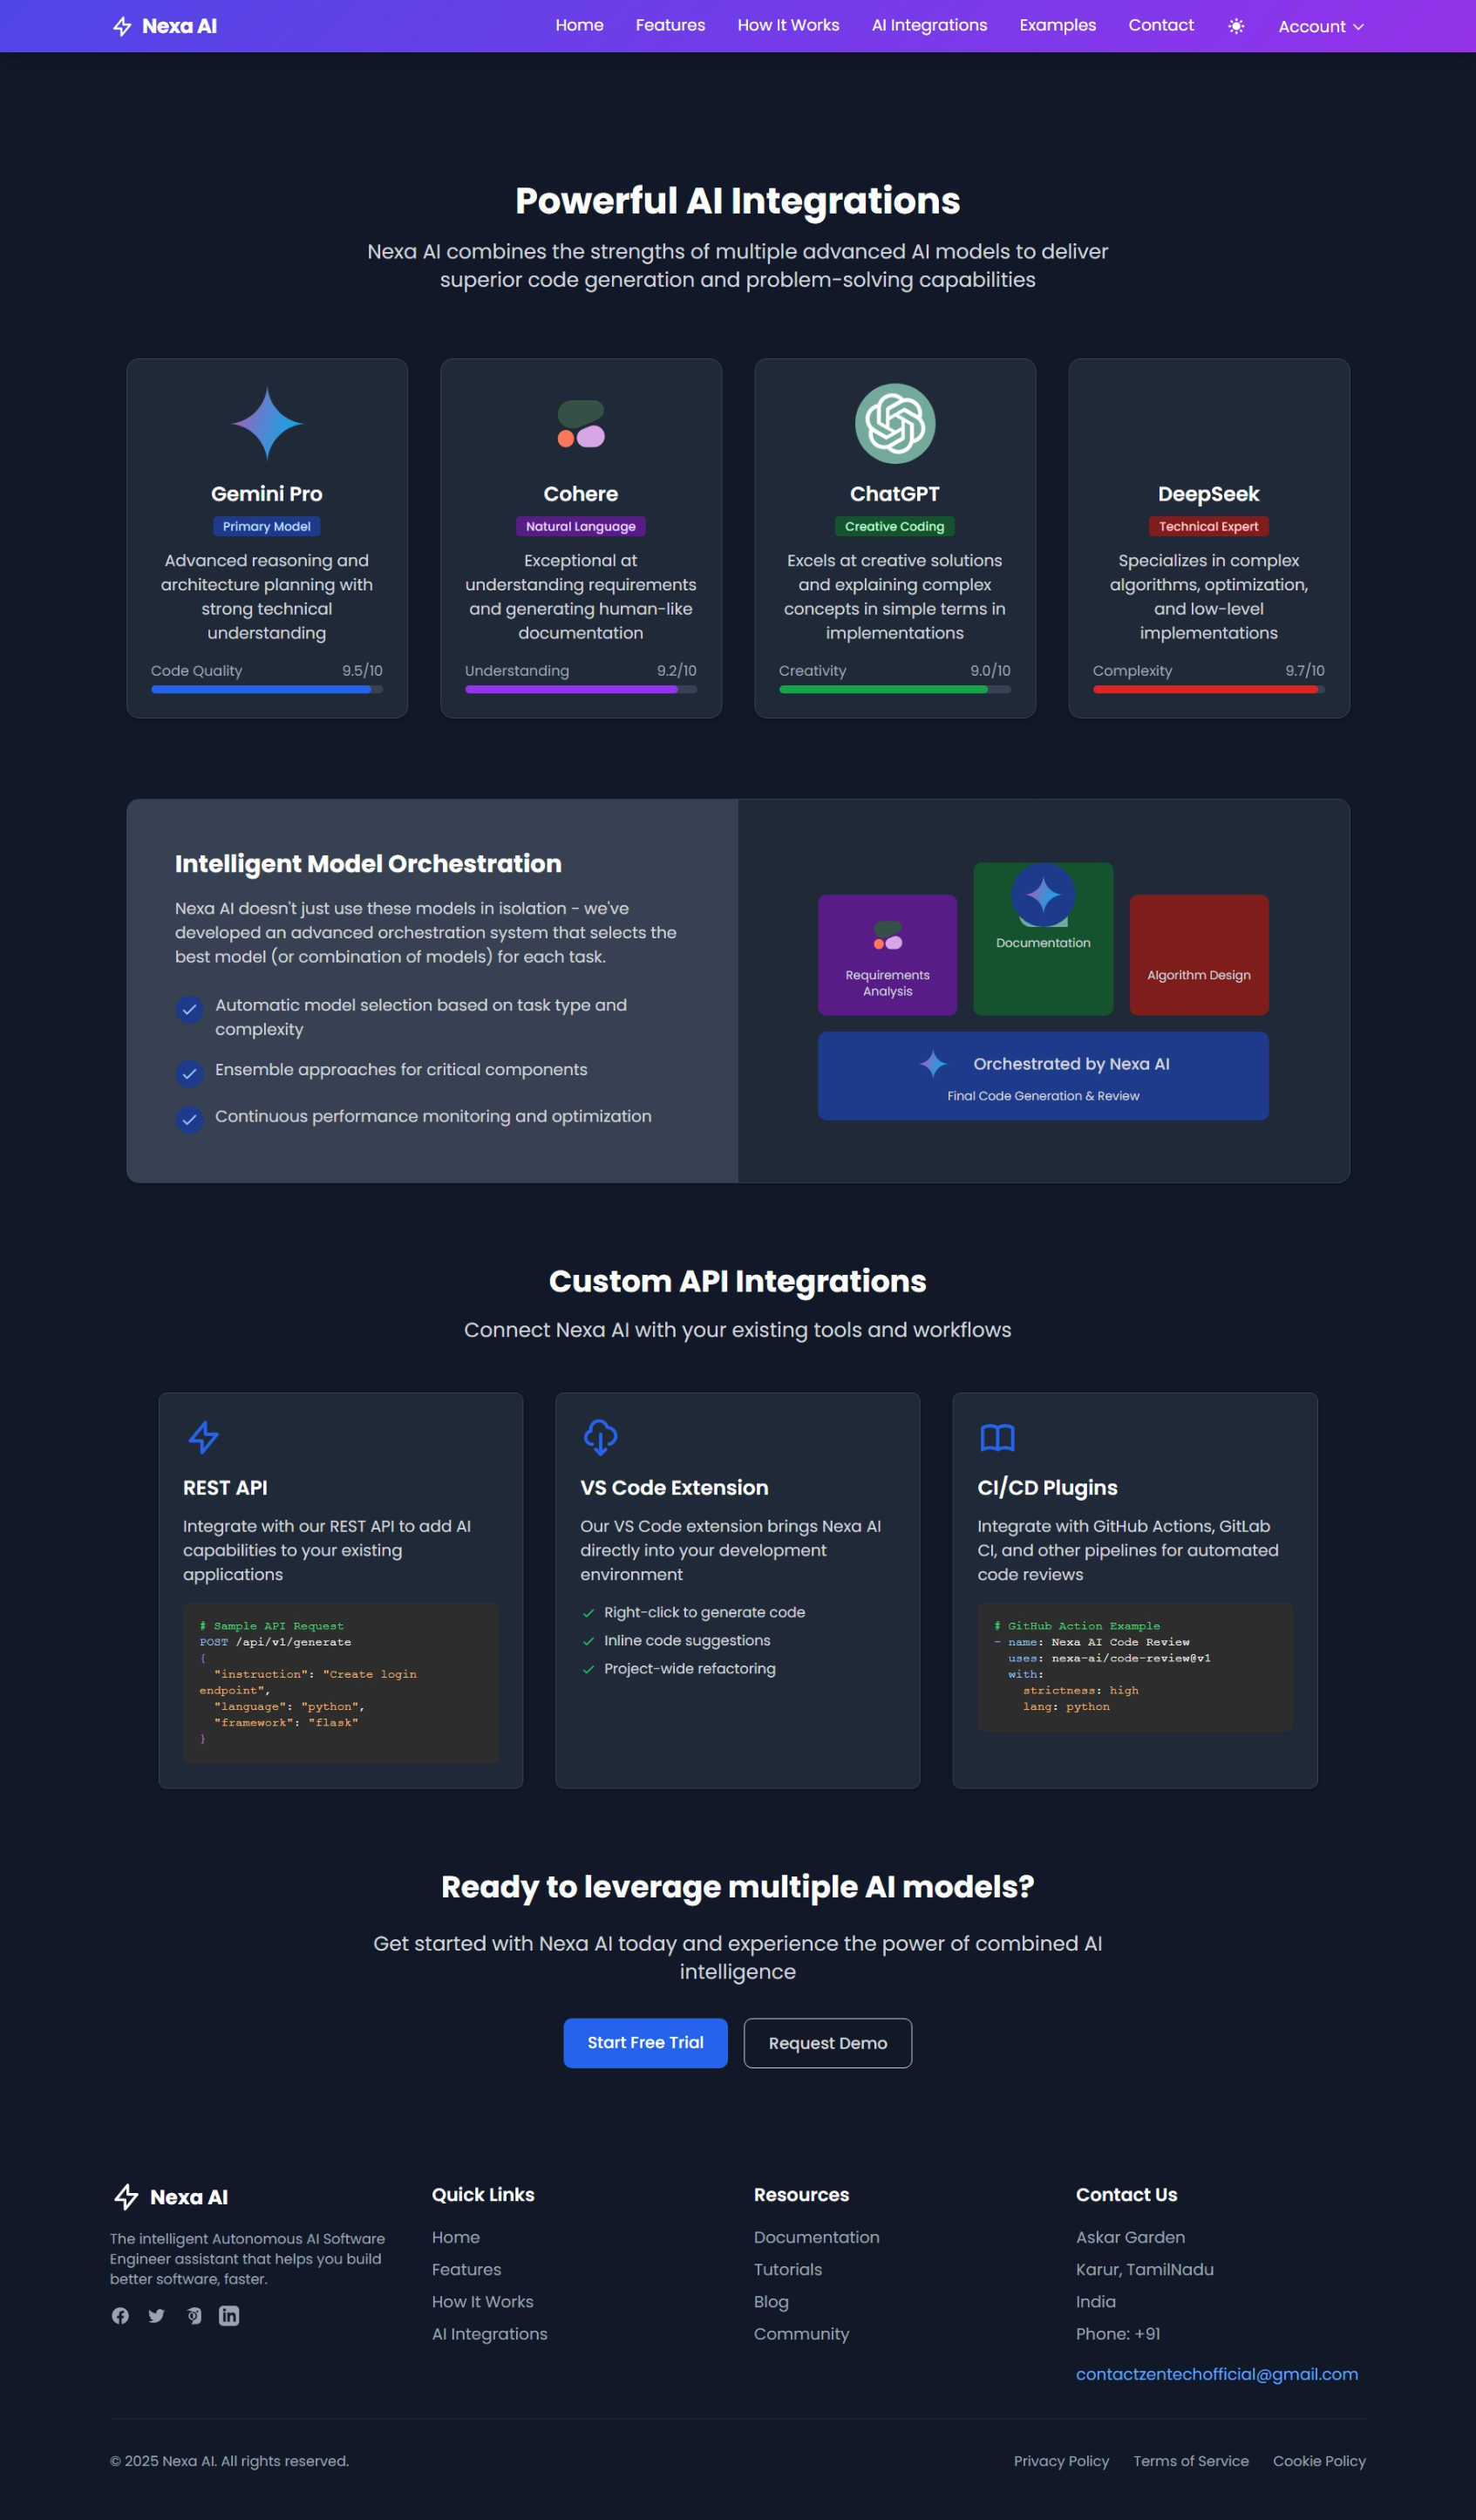 Nexa AI
Home
Features
How It Works
AI Integrations
Examples
Contact
Account
Powerful AI Integrations
Nexa AI combines the strengths of multiple advanced AI models to deliver
superior code generation and problem-solving capabilities
Gemini Pro
Primary Model
Advanced reasoning and
architecture planning with
strong technical
understanding
Code Quality 9.5/10
Cohere
Natural Language
Exceptional at
understanding requirements
and generating human-like
documentation
Understanding 9.2/10
ChatGPT
Creative Coding
Excels at creative solutions
and explaining complex
concepts in simple terms in
implementations
Creativity 9.0/10
DeepSeek
Technical Expert
Specializes in complex
algorithms, optimization,
and low-level
implementations
Complexity 9.7/10
Intelligent Model Orchestration
Nexa AI doesn't just use these models in isolation - we've
developed an advanced orchestration system that selects the
best model (or combination of models) for each task.
Automatic model selection based on task type and
complexity
Ensemble approaches for critical components
Continuous performance monitoring and optimization
Requirements
Analysis
Documentation
Algorithm Design
Orchestrated by Nexa AI
Final Code Generation & Review
Custom API Integrations
Connect Nexa AI with your existing tools and workflows
REST API
Integrate with our REST API to add AI
capabilities to your existing
applications
# Sample API Request
POST /api/v1/generate
{
"instruction": "Create login
endpoint",
"language": "python",
"framework": "flask"
}
VS Code Extension
Our VS Code extension brings Nexa AI
directly into your development
environment
Right-click to generate code
Inline code suggestions
Project-wide refactoring
CI/CD Plugins
Integrate with GitHub Actions, GitLab
CI, and other pipelines for automated
code reviews
# GitHub Action Example
- name: Nexa AI Code Review
uses: nexa-ai/code-review@v1
with:
strictness: high
lang: python
Ready to leverage multiple AI models?
Get started with Nexa AI today and experience the power of combined AI
intelligence
Start Free Trial
Request Demo
Nexa AI
The intelligent Autonomous AI Software
Engineer assistant that helps you build
better software, faster.
Quick Links
Home
Features
How It Works
AI Integrations
Resources
Documentation
Tutorials
Blog
Community
Contact Us
Askar Garden
Karur, TamilNadu
India
Phone: +91
contactzentechofficial@gmail.com
© 2025 Nexa AI. All rights reserved.
Privacy Policy
Terms of Service
Cookie Policy